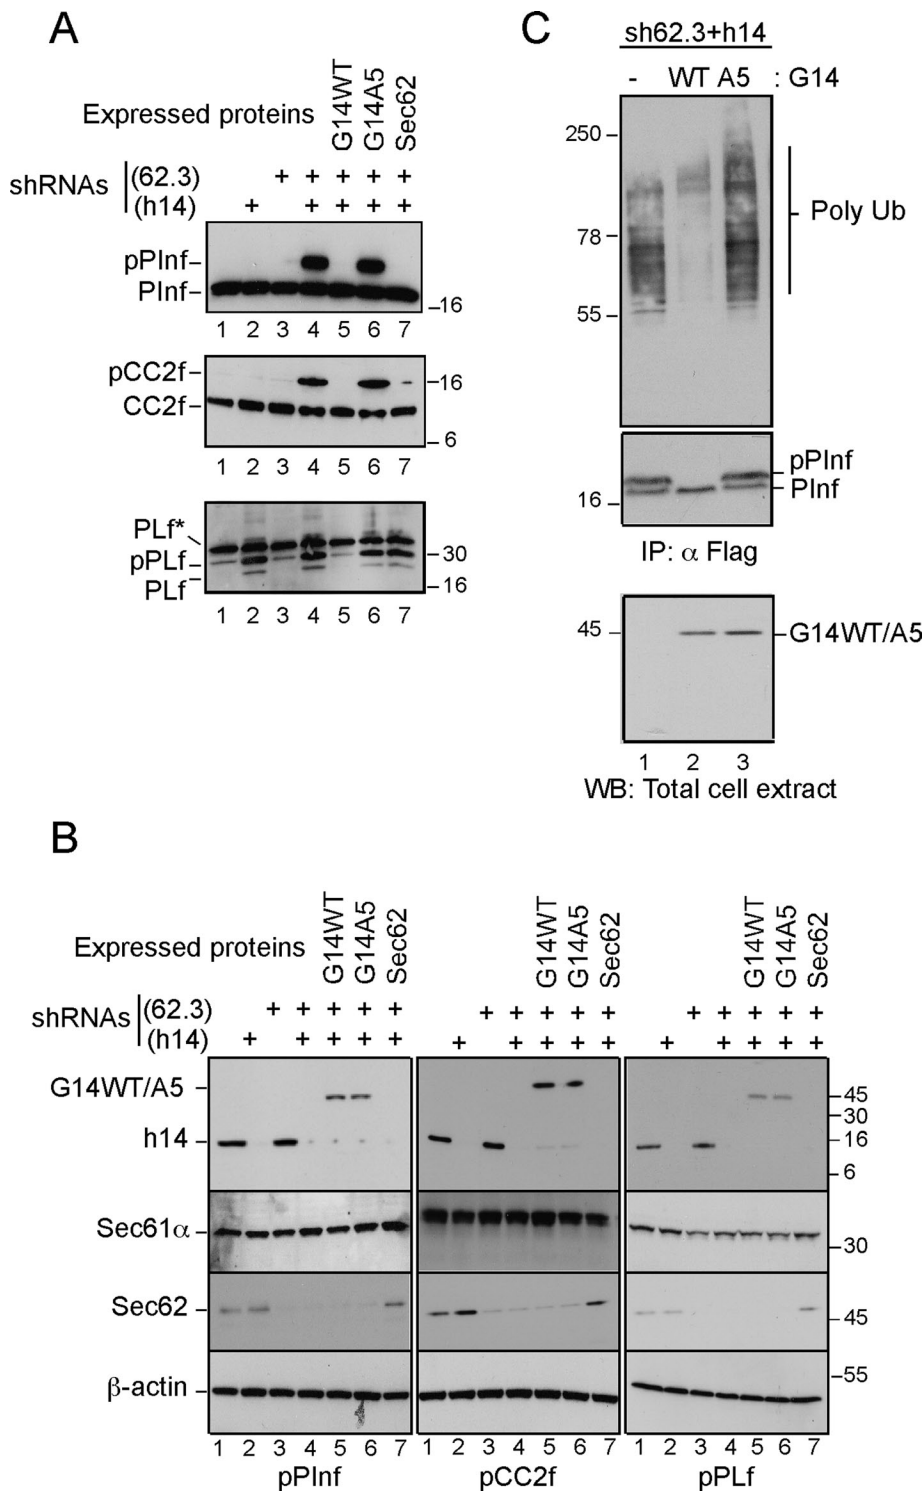 A
Expressed proteins G14WT G14A5 Sec62
shRNAs (62.3) + + + + +
(h14) + + + + +
pPInf
PInf
16
1 2 3 4 5 6 7
pCC2f
CC2f
16
6
1 2 3 4 5 6 7
PLf*
pPLf
PLf
30
16
1 2 3 4 5 6 7
C
sh62.3+h14
- WT A5 : G14
250
78
55
Poly Ub
16
pPInf
PInf
IP: α Flag
45
G14WT/A5
1 2 3
WB: Total cell extract
B
Expressed proteins G14WT G14A5 Sec62 G14WT G14A5 Sec62 G14WT G14A5 Sec62
shRNAs (62.3) + + + + + + + + + + + + + + +
(h14) + + + + + + + + + + + + + + +
G14WT/A5
h14
45
30
16
6
Sec61α
30
Sec62
45
β-actin
55
1 2 3 4 5 6 7 1 2 3 4 5 6 7 1 2 3 4 5 6 7
pPInf pCC2f pPLf